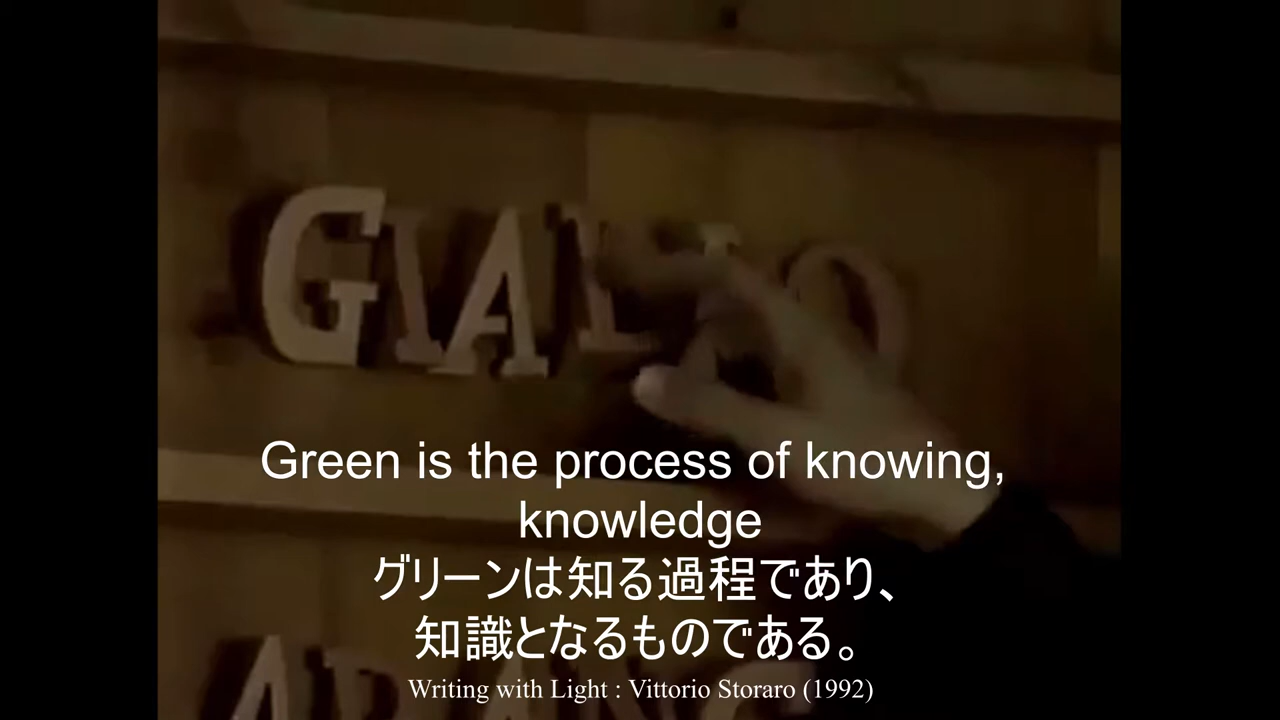 GIALLO
Green is the process of knowing,
knowledge
グリーンは知る過程であり、
知識となるものである。
Writing with Light : Vittorio Storaro (1992)